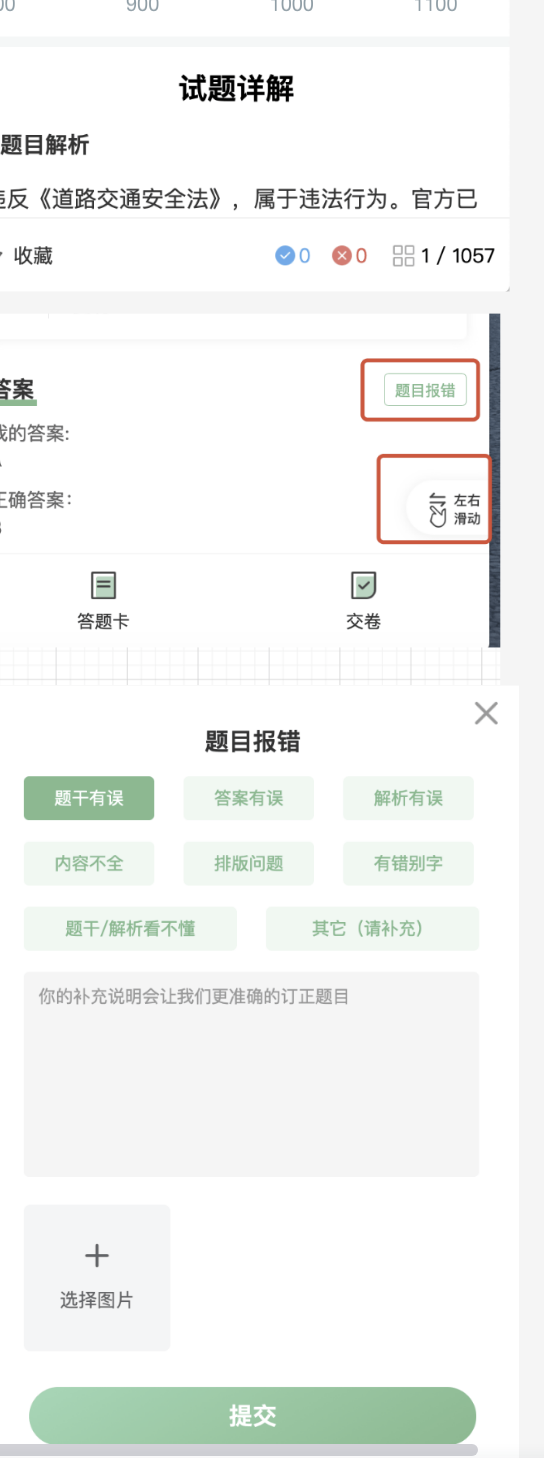 900 1000 1100
试题详解
题目解析
违反《道路交通安全法》，属于违法行为。官方已
收藏 0 0 1 / 1057
答案 题目报错
我的答案:
左右
滑动
正确答案:
答题卡 交卷
题目报错
题干有误 答案有误 解析有误
内容不全 排版问题 有错别字
题干/解析看不懂 其它（请补充）
你的补充说明会让我们更准确的订正题目
选择图片
提交